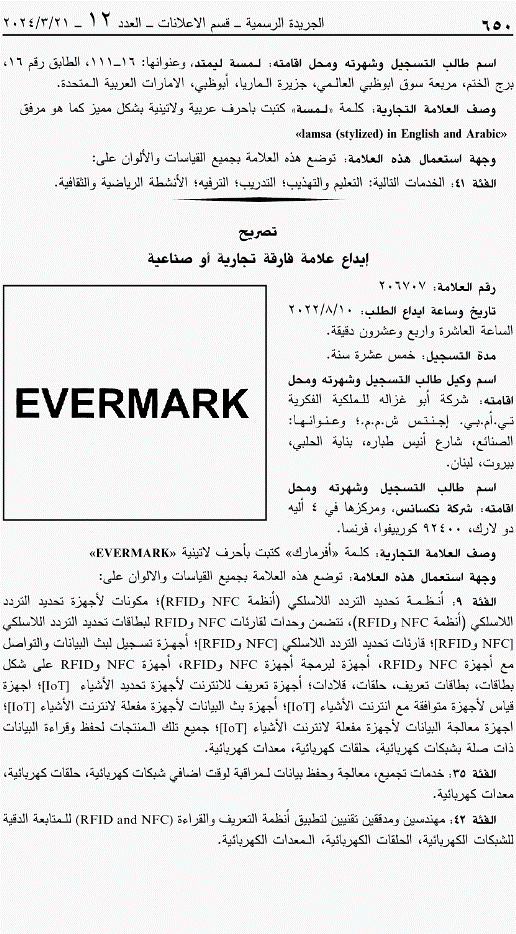 ٦٥٠ الجريدة الرسمية ــ قسم الاعلانات ــ العدد ١٢ ــ ٢٠٢٤/٣/٢١
اسم طالب التسجيل وشهرته ومحل اقامته: لمسة ليمتد، وعنوانها: ١٦ــ١١١، الطابق رقم ١٦،
برج الختم، مربعة سوق ابوظبي العالمي، جزيرة الماريا، أبوظبي، الامارات العربية المتحدة.
وصف العلامة التجارية: كلمة «لمسة» كتبت باحرف عربية ولاتينية بشكل مميز كما هو مرفق
«lamsa (stylized) in English and Arabic»
وجهة استعمال هذه العلامة: توضع هذه العلامة بجميع القياسات والألوان على:
الفئة ٤١: الخدمات التالية: التعليم والتهذيب؛ التدريب؛ الترفيه؛ الأنشطة الرياضية والثقافية.
تصريح
إيداع علامة فارقة تجارية أو صناعية
رقم العلامة: ٢٠٦٧٠٧
تاريخ وساعة ايداع الطلب: ٢٠٢٢/٨/١٠
الساعة العاشرة واربع وعشرون دقيقة.
مدة التسجيل: خمس عشرة سنة.
اسم وكيل طالب التسجيل وشهرته ومحل
اقامته: شركة أبو غزاله للملكية الفكرية
تي.أم.بي. إجنتس ش.م.م.؛ وعنوانها:
الصنائع، شارع أنيس طباره، بناية الحلبي،
بيروت، لبنان.
اسم طالب التسجيل وشهرته ومحل
اقامته: شركة نكسانس، ومركزها في ٤ أليه
دو لارك، ٩٢٤٠٠ كوربيفوا، فرنسا.
EVERMARK
وصف العلامة التجارية: كلمة «أفرمارك» كتبت بأحرف لاتينية «EVERMARK»
وجهة استعمال هذه العلامة: توضع هذه العلامة بجميع القياسات والالوان على:
الفئة ٩: أنظمة تحديد التردد اللاسلكي (أنظمة NFC وRFID)؛ مكونات لأجهزة تحديد التردد
اللاسلكي (أنظمة NFC وRFID)، تتضمن وحدات لقارئات NFC وRFID لبطاقات تحديد التردد اللاسلكي
[NFC وRFID]؛ قارئات تحديد التردد اللاسلكي [NFC وRFID]؛ أجهزة تسجيل لبث البيانات والتواصل
مع أجهزة NFC وRFID، أجهزة لبرمجة أجهزة NFC وRFID، أجهزة NFC وRFID على شكل
بطاقات، بطاقات تعريف، حلقات، قلادات؛ أجهزة تعريف للانترنت لأجهزة تحديد الأشياء [IoT]؛ اجهزة
قياس لأجهزة متوافقة مع انترنت الأشياء [IoT]؛ أجهزة بث البيانات لأجهزة مفعلة لانترنت الأشياء [IoT]؛
اجهزة معالجة البيانات لأجهزة مفعلة لانترنت الأشياء [IoT]؛ جميع تلك المنتجات لحفظ وقراءة البيانات
ذات صلة بشبكات كهربائية، حلقات كهربائية، معدات كهربائية.
الفئة ٣٥: خدمات تجميع، معالجة وحفظ بيانات لمراقبة لوقت اضافي شبكات كهربائية، حلقات كهربائية،
معدات كهربائية.
الفئة ٤٢: مهندسين ومدققين تقنيين لتطبيق أنظمة التعريف والقراءة (RFID and NFC) للمتابعة الدقية
للشبكات الكهربائية، الحلقات الكهربائية، المعدات الكهربائية.